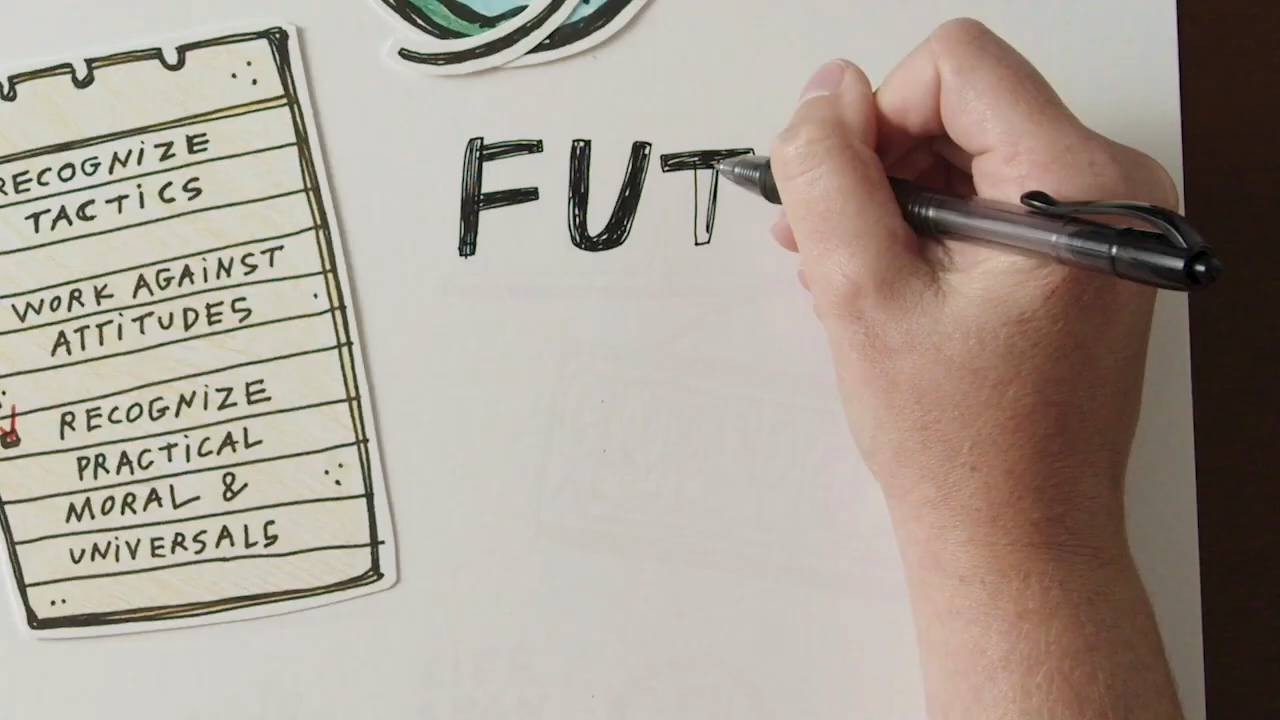 RECOGNiZE
TACTiCS
WORK AGAiNST
ATTiTUDES
RECOGNiZE
PRACTiCAL
MORAL &
UNiVERSALS
FUT